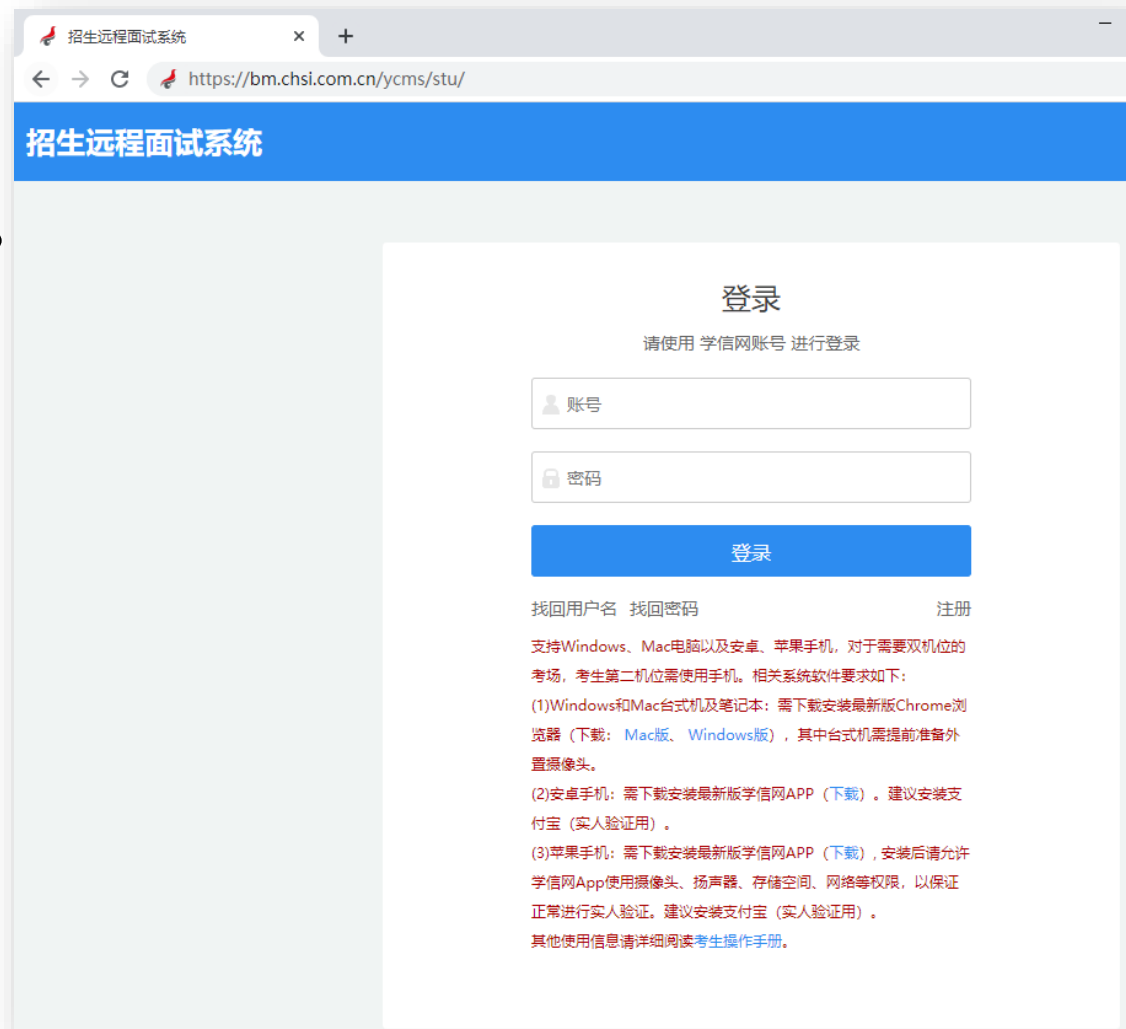 招生远程面试系统
https://bm.chsi.com.cn/ycms/stu/
招生远程面试系统
登录
请使用 学信网账号 进行登录
账号
密码
登录
找回用户名 找回密码 注册
支持Windows、Mac电脑以及安卓、苹果手机，对于需要双机位的
考场，考生第二机位需使用手机。相关系统软件要求如下：
(1)Windows和Mac台式机及笔记本：需下载安装最新版Chrome浏
览器（下载： Mac版、 Windows版），其中台式机需提前准备外
置摄像头。
(2)安卓手机：需下载安装最新版学信网APP（下载）。建议安装支
付宝（实人验证用）。
(3)苹果手机：需下载安装最新版学信网APP（下载）, 安装后请允许
学信网App使用摄像头、扬声器、存储空间、网络等权限，以保证
正常进行实人验证。建议安装支付宝（实人验证用）。
其他使用信息请详细阅读考生操作手册。